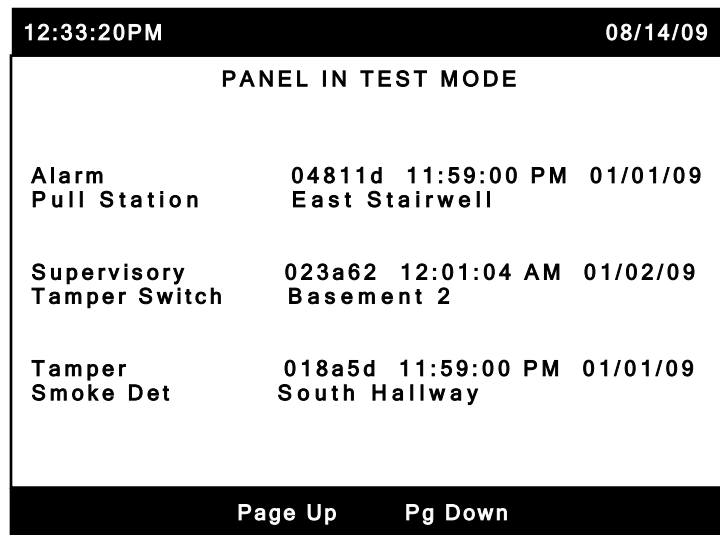 12:33:20PM 08/14/09
PANEL IN TEST MODE
Alarm 04811d 11:59:00 PM 01/01/09
Pull Station East Stairwell
Supervisory 023a62 12:01:04 AM 01/02/09
Tamper Switch Basement 2
Tamper 018a5d 11:59:00 PM 01/01/09
Smoke Det South Hallway
Page Up Pg Down